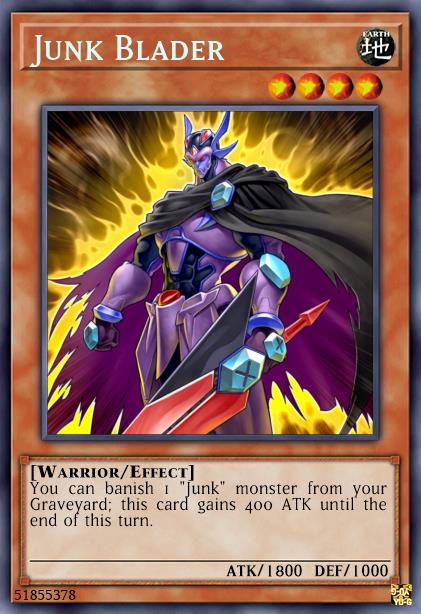 Junk Blader
EARTH
地
[Warrior/Effect]
You can banish 1 "Junk" monster from your
Graveyard; this card gains 400 ATK until the
end of this turn.
ATK/1800 DEF/1000
51855378